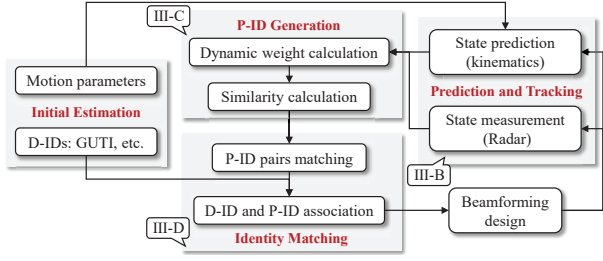 III-C
P-ID Generation
Dynamic weight calculation
Similarity calculation
Motion parameters
Initial Estimation
D-IDs: GUTI, etc.
State prediction
(kinematics)
Prediction and Tracking
State measurement
(Radar)
III-B
P-ID pairs matching
D-ID and P-ID association
III-D
Identity Matching
Beamforming
design